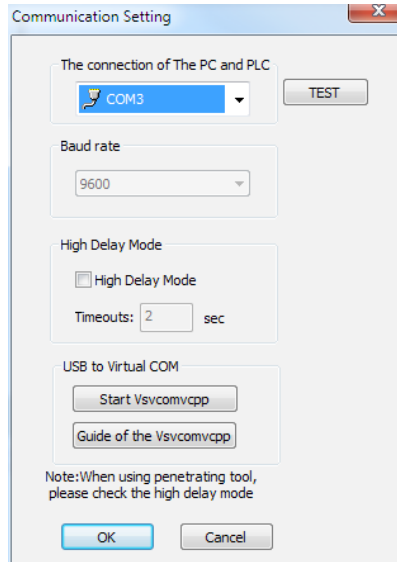 Communication Setting
The connection of The PC and PLC
COM3
TEST
Baud rate
9600
High Delay Mode
High Delay Mode
Timeouts: 2 sec
USB to Virtual COM
Start Vsvcomvcpp
Guide of the Vsvcomvcpp
Note:When using penetrating tool,
please check the high delay mode
OK Cancel